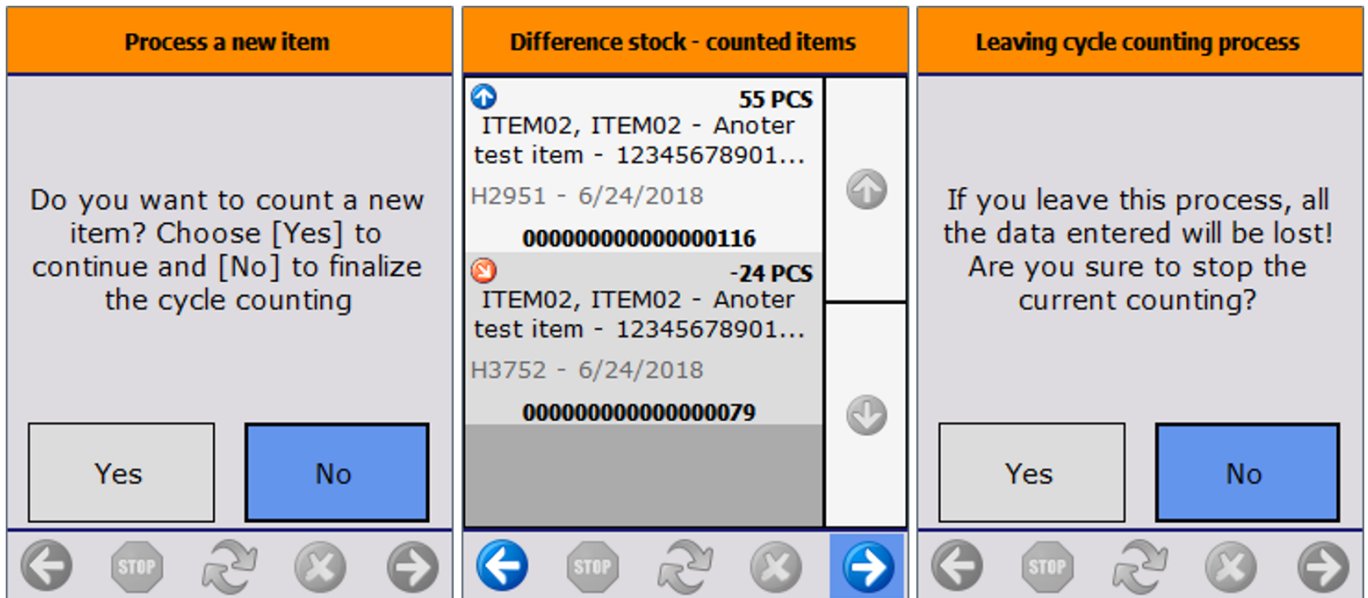 Process a new item
Do you want to count a new
item? Choose [Yes] to
continue and [No] to finalize
the cycle counting
Yes
No
STOP
Difference stock - counted items
55 PCS
ITEM02, ITEM02 - Anoter
test item - 12345678901...
H2951 - 6/24/2018
000000000000000116
-24 PCS
ITEM02, ITEM02 - Anoter
test item - 12345678901...
H3752 - 6/24/2018
000000000000000079
STOP
Leaving cycle counting process
If you leave this process, all
the data entered will be lost!
Are you sure to stop the
current counting?
Yes
No
STOP